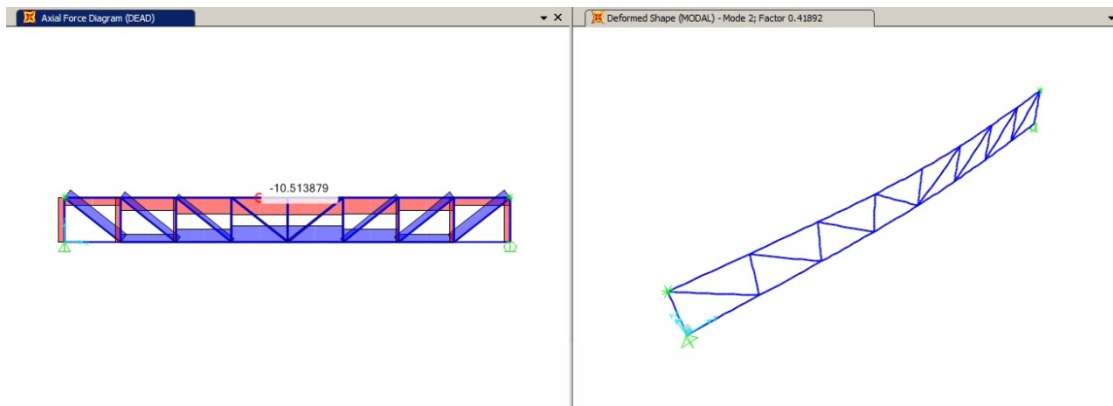 Axial Force Diagram (DEAD)
Deformed Shape (MODAL) - Mode 2; Factor 0.41892
-10.513879